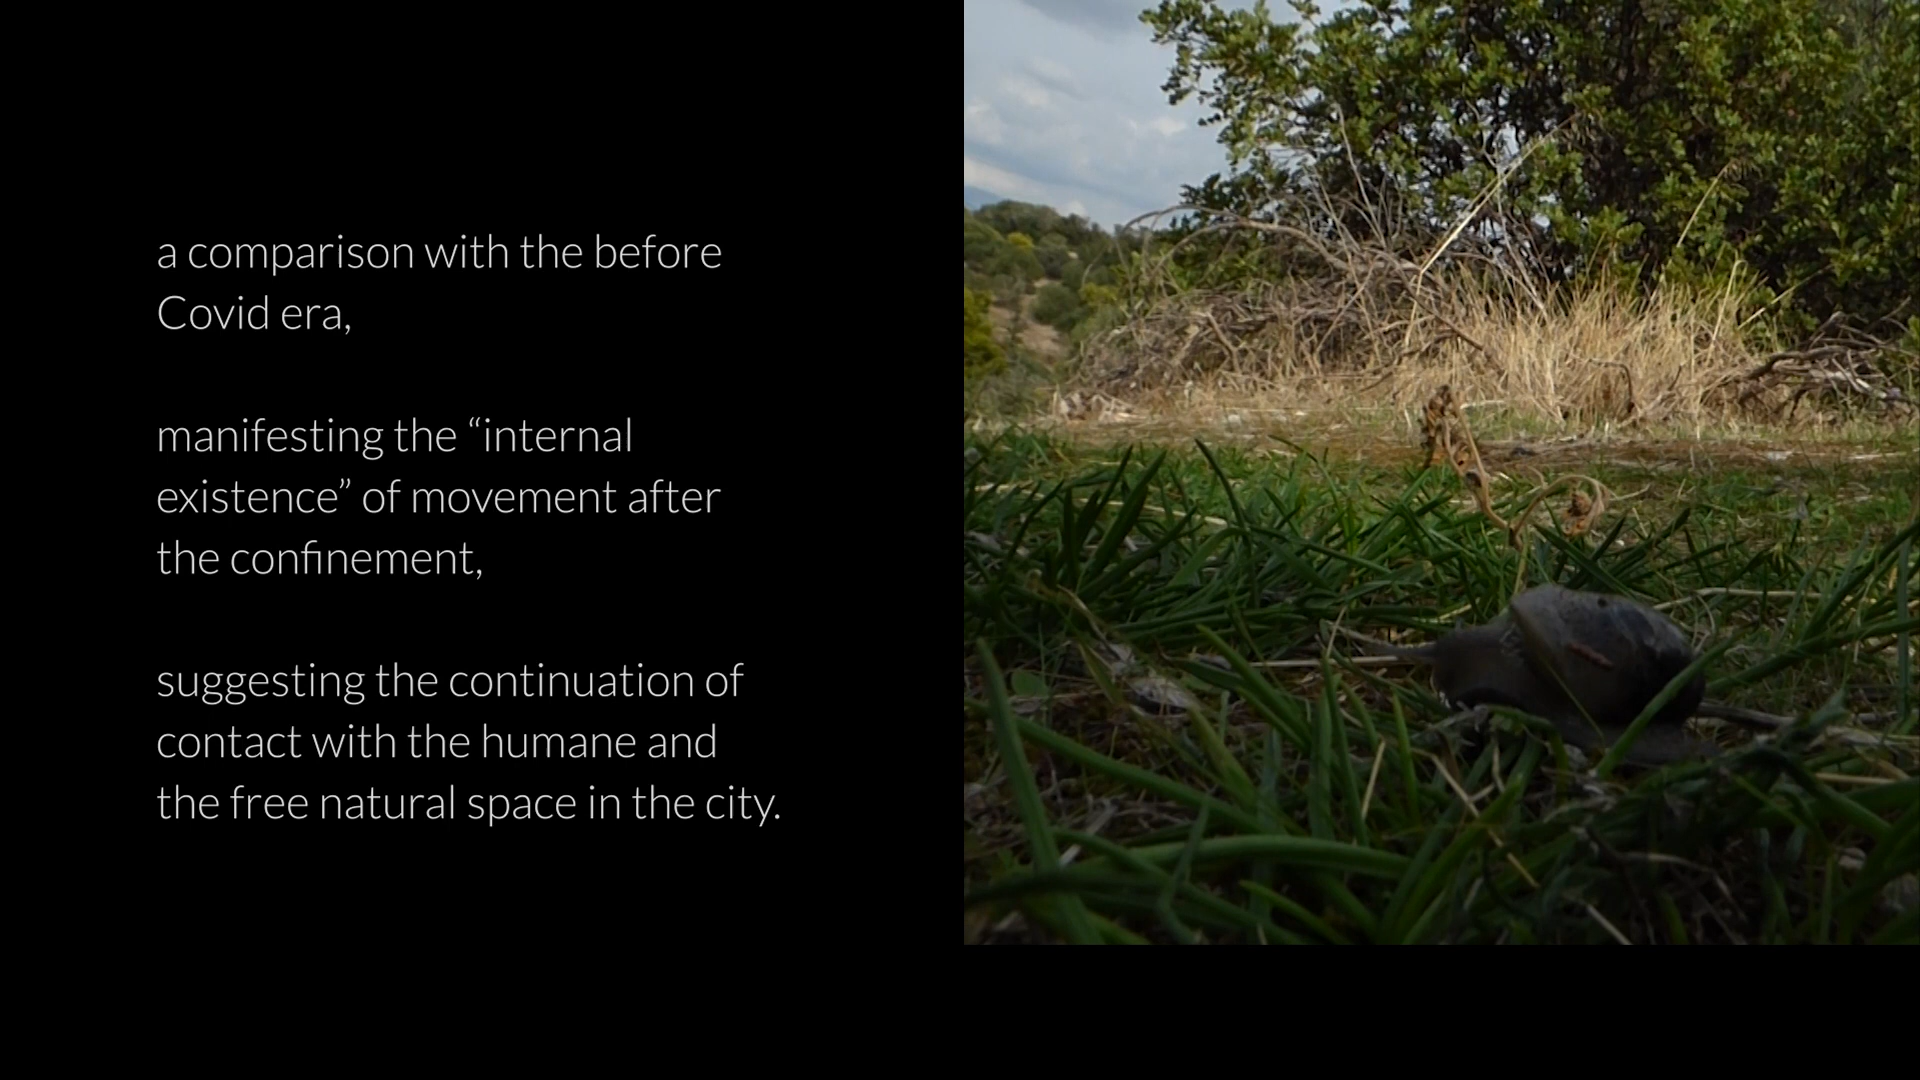 a comparison with the before
Covid era,
manifesting the “internal
existence” of movement after
the confinement,
suggesting the continuation of
contact with the humane and
the free natural space in the city.